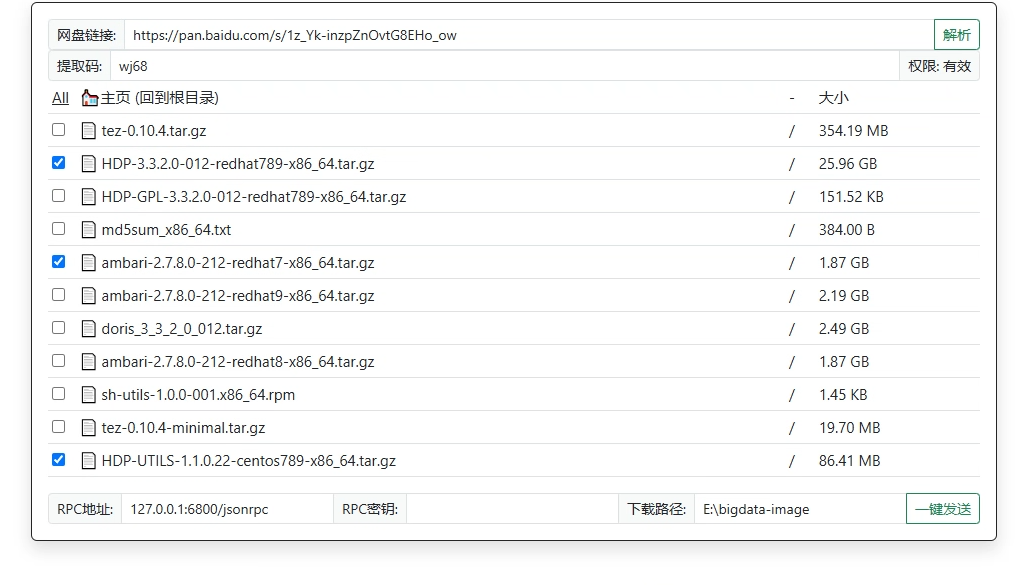 网盘链接: https://pan.baidu.com/s/1z_Yk-inzpZnOvtG8EHo_ow 解析
提取码: wj68 权限: 有效
All 主页 (回到根目录) - 大小
tez-0.10.4.tar.gz / 354.19 MB
HDP-3.3.2.0-012-redhat789-x86_64.tar.gz / 25.96 GB
HDP-GPL-3.3.2.0-012-redhat789-x86_64.tar.gz / 151.52 KB
md5sum_x86_64.txt / 384.00 B
ambari-2.7.8.0-212-redhat7-x86_64.tar.gz / 1.87 GB
ambari-2.7.8.0-212-redhat9-x86_64.tar.gz / 2.19 GB
doris_3_3_2_0_012.tar.gz / 2.49 GB
ambari-2.7.8.0-212-redhat8-x86_64.tar.gz / 1.87 GB
sh-utils-1.0.0-001.x86_64.rpm / 1.45 KB
tez-0.10.4-minimal.tar.gz / 19.70 MB
HDP-UTILS-1.1.0.22-centos789-x86_64.tar.gz / 86.41 MB
RPC地址: 127.0.0.1:6800/jsonrpc RPC密钥: 下载路径: E:\bigdata-image 一键发送